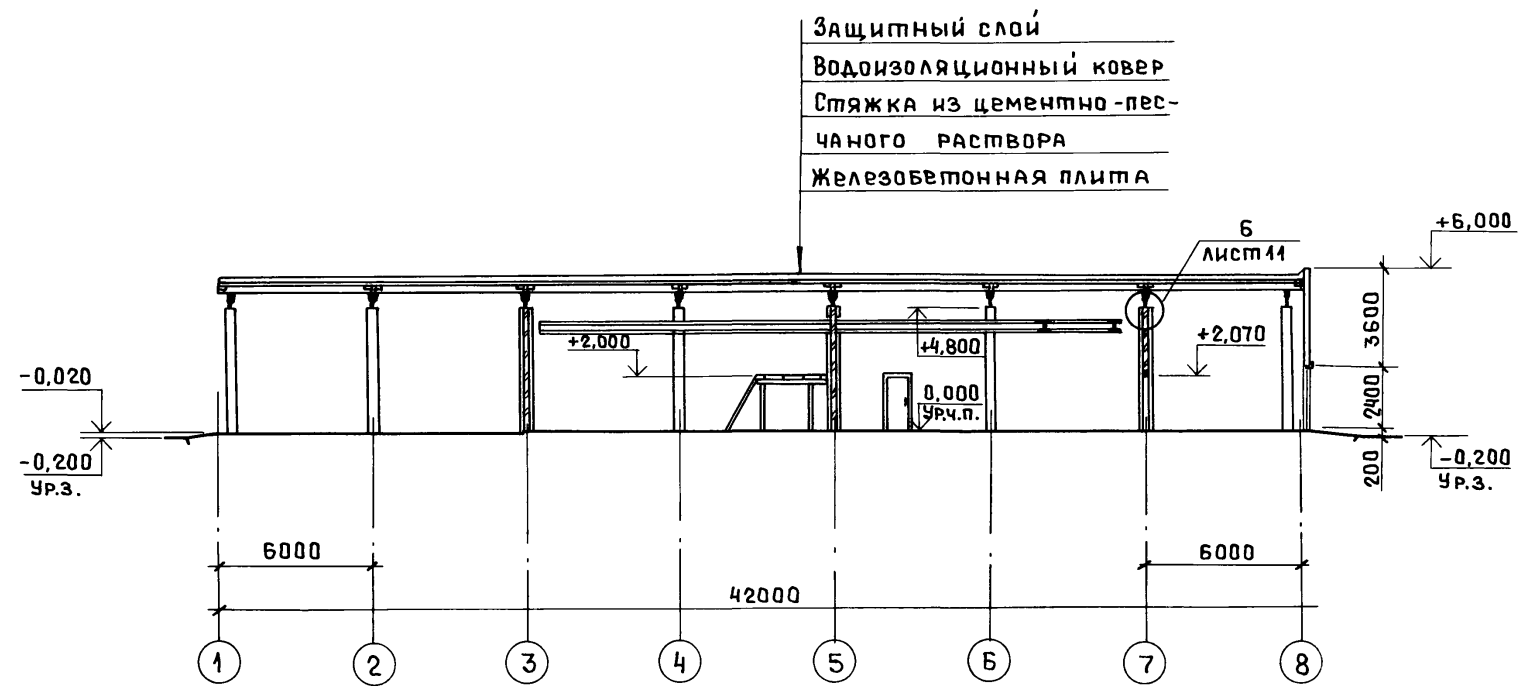 Защитный слой
Водоизоляционный ковер
Стяжка из цементно-пес-
чаного раствора
Железобетонная плита
6
лист 11
+6,000
3600
2400
200
-0,200
Ур.з.
+2,070
+4,800
0,000
Ур.ч.п.
+2,000
-0,020
-0,200
Ур.з.
6000
6000
42000
1
2
3
4
5
6
7
8